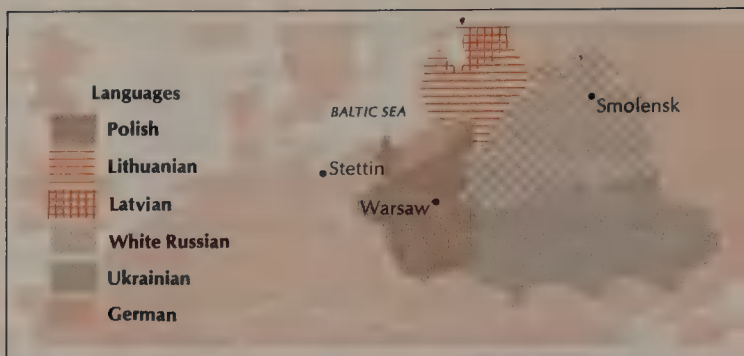 Languages
Polish
Lithuanian
Latvian
White Russian
Ukrainian
German
BALTIC SEA
Smolensk
Stettin
Warsaw